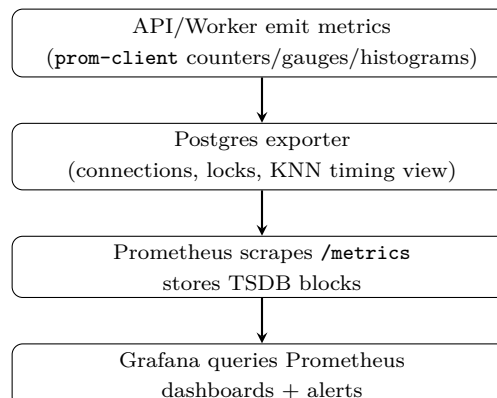 API/Worker emit metrics
(prom-client counters/gauges/histograms)
Postgres exporter
(connections, locks, KNN timing view)
Prometheus scrapes /metrics
stores TSDB blocks
Grafana queries Prometheus
dashboards + alerts